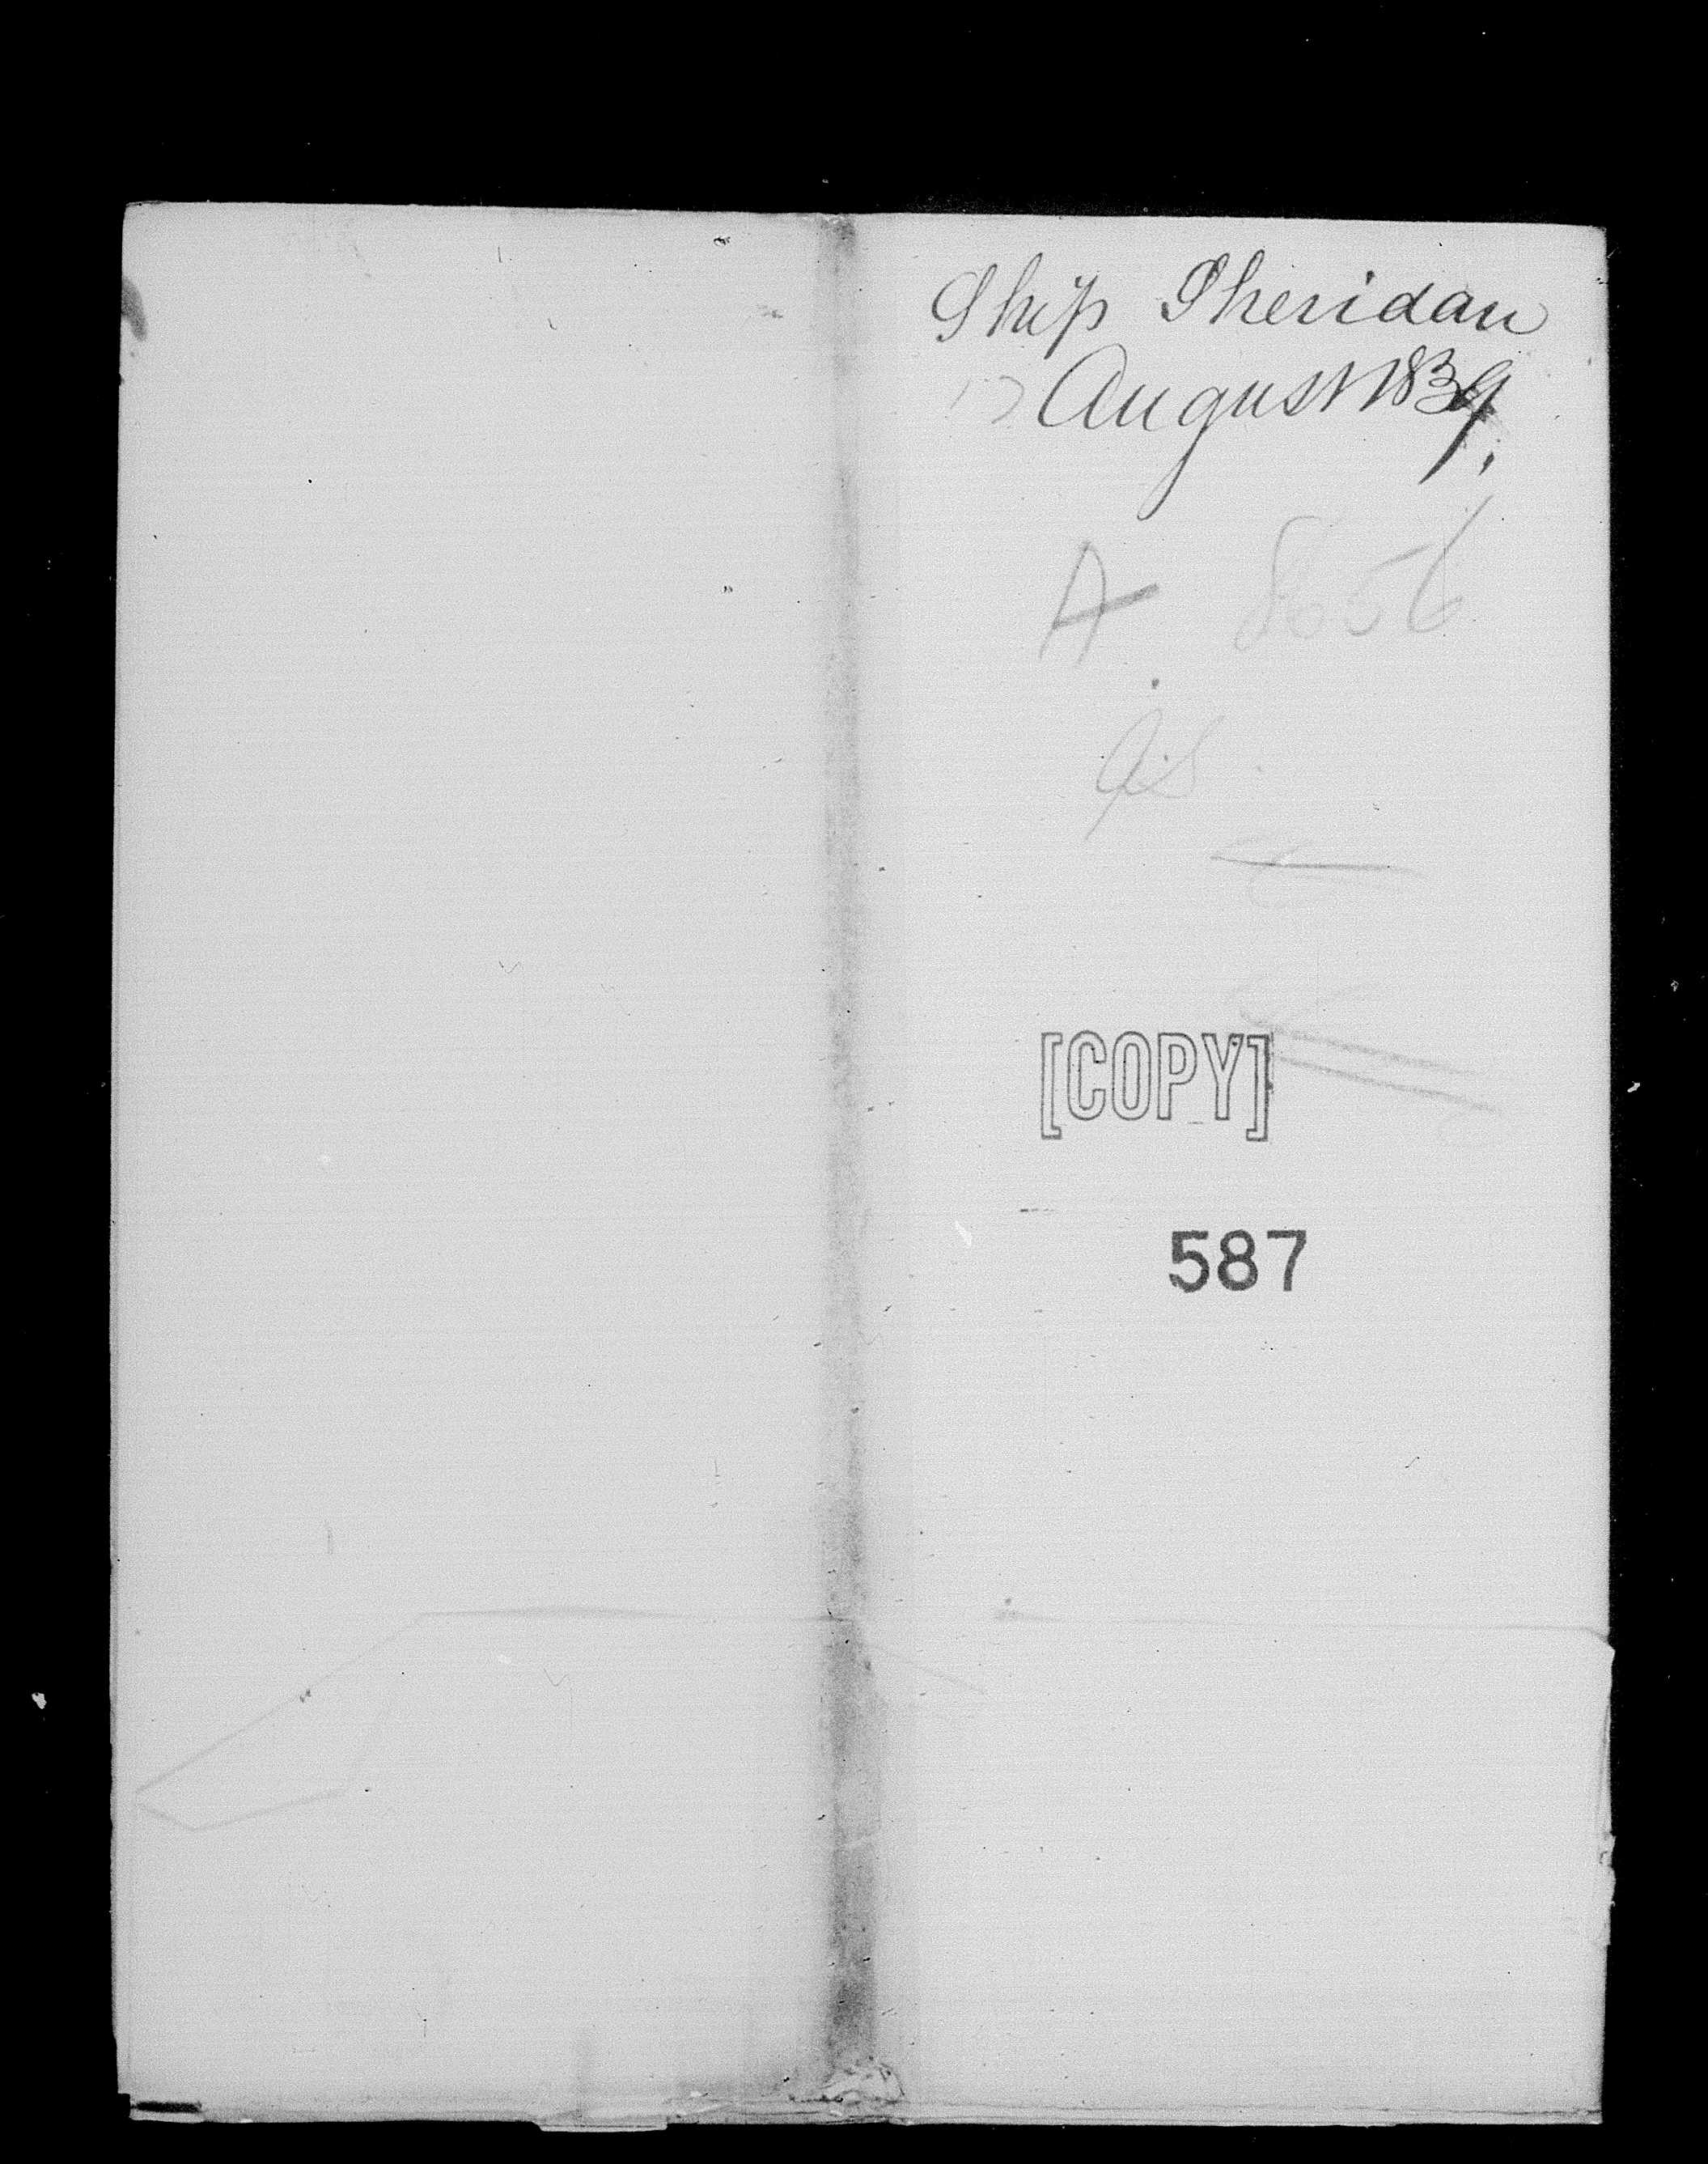 Ship Sheridan
17 August 1839.
A 8656
[COPY]
587